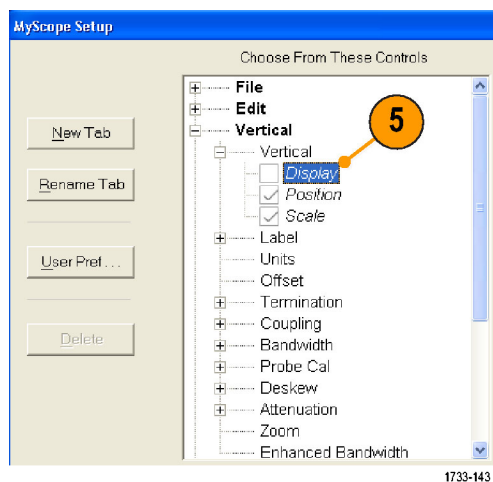 MyScope Setup
Choose From These Controls
New Tab
Rename Tab
User Pref...
Delete
File
Edit
Vertical
Vertical
Display
Position
Scale
Label
Units
Offset
Termination
Coupling
Bandwidth
Probe Cal
Deskew
Attenuation
Zoom
Enhanced Bandwidth
5
1733-143